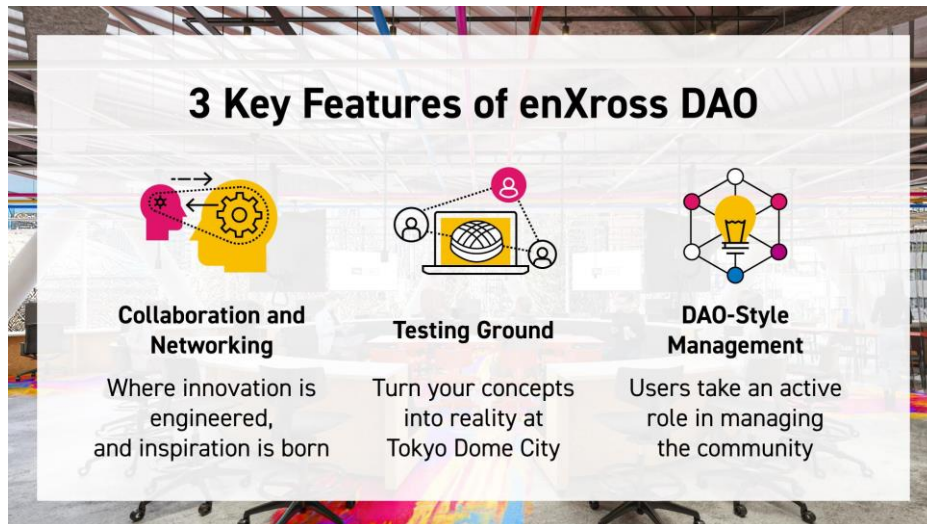 3 Key Features of enXross DAO
Collaboration and
Networking
Where innovation is
engineered,
and inspiration is born
Testing Ground
Turn your concepts
into reality at
Tokyo Dome City
DAO-Style
Management
Users take an active
role in managing
the community